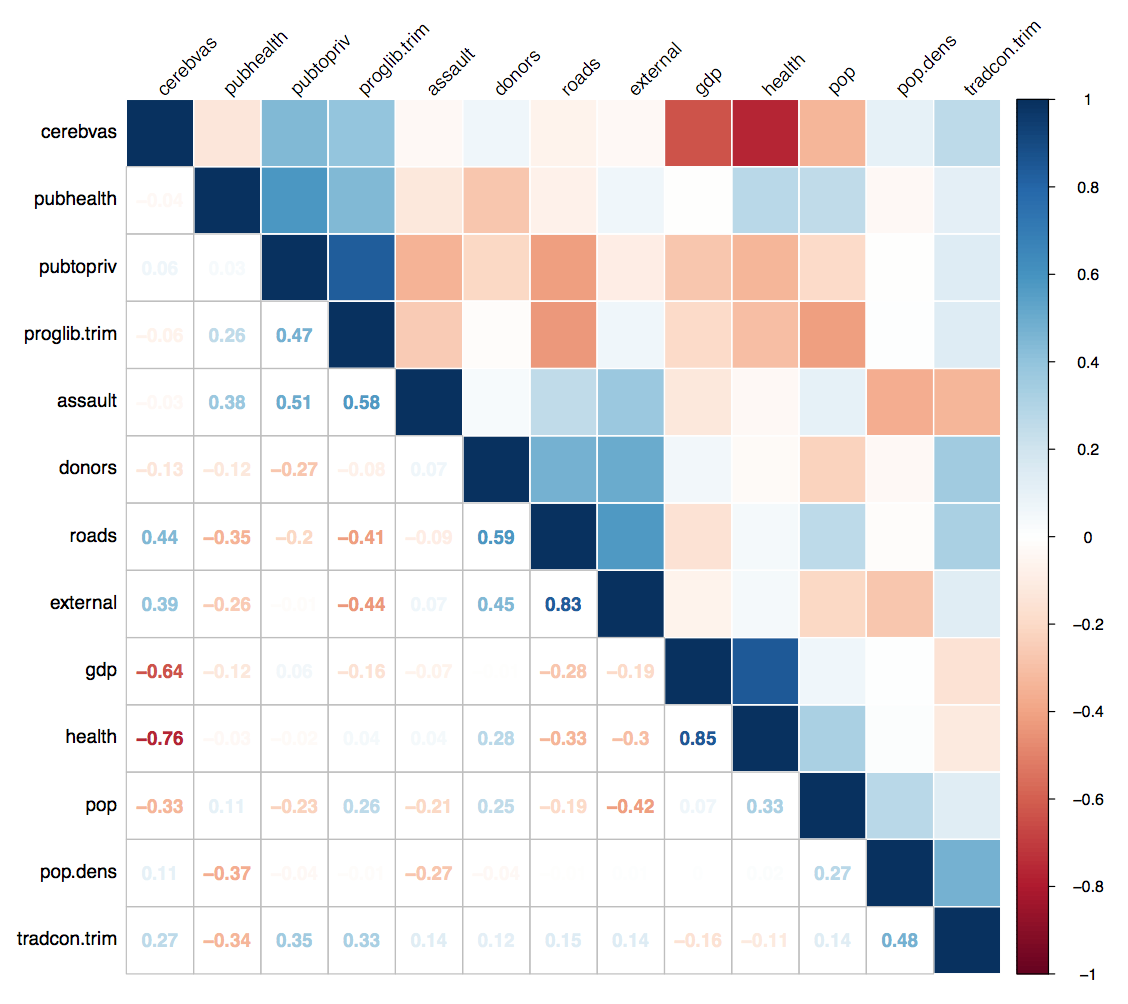 cerebvas pubhealth pubtopriv proglib.trim assault donors roads external gdp health pop pop.dens tradcon.trim
cerebvas 1
pubhealth −0.04 0.8
pubtopriv 0.06 0.03 0.6
proglib.trim −0.06 0.26 0.47
assault −0.03 0.38 0.51 0.58 0.4
donors −0.13 −0.12 −0.27 −0.08 0.07 0.2
roads 0.44 −0.35 −0.2 −0.41 −0.09 0.59 0
external 0.39 −0.26 0.07 0.45 −0.44 0.83 −0.2
gdp −0.64 −0.12 0.06 −0.16 −0.07 −0.28 −0.19
health −0.76 −0.03 −0.02 0.04 0.04 0.28 −0.33 −0.3 0.85 −0.4
pop −0.33 0.11 −0.23 0.26 −0.21 0.25 −0.19 −0.42 0.07 0.33 −0.6
pop.dens 0.11 −0.37 −0.04 −0.01 −0.27 −0.04 0.27 −0.8
tradcon.trim 0.27 −0.34 0.35 0.33 0.14 0.12 0.15 0.14 −0.16 −0.11 0.14 0.48
−1